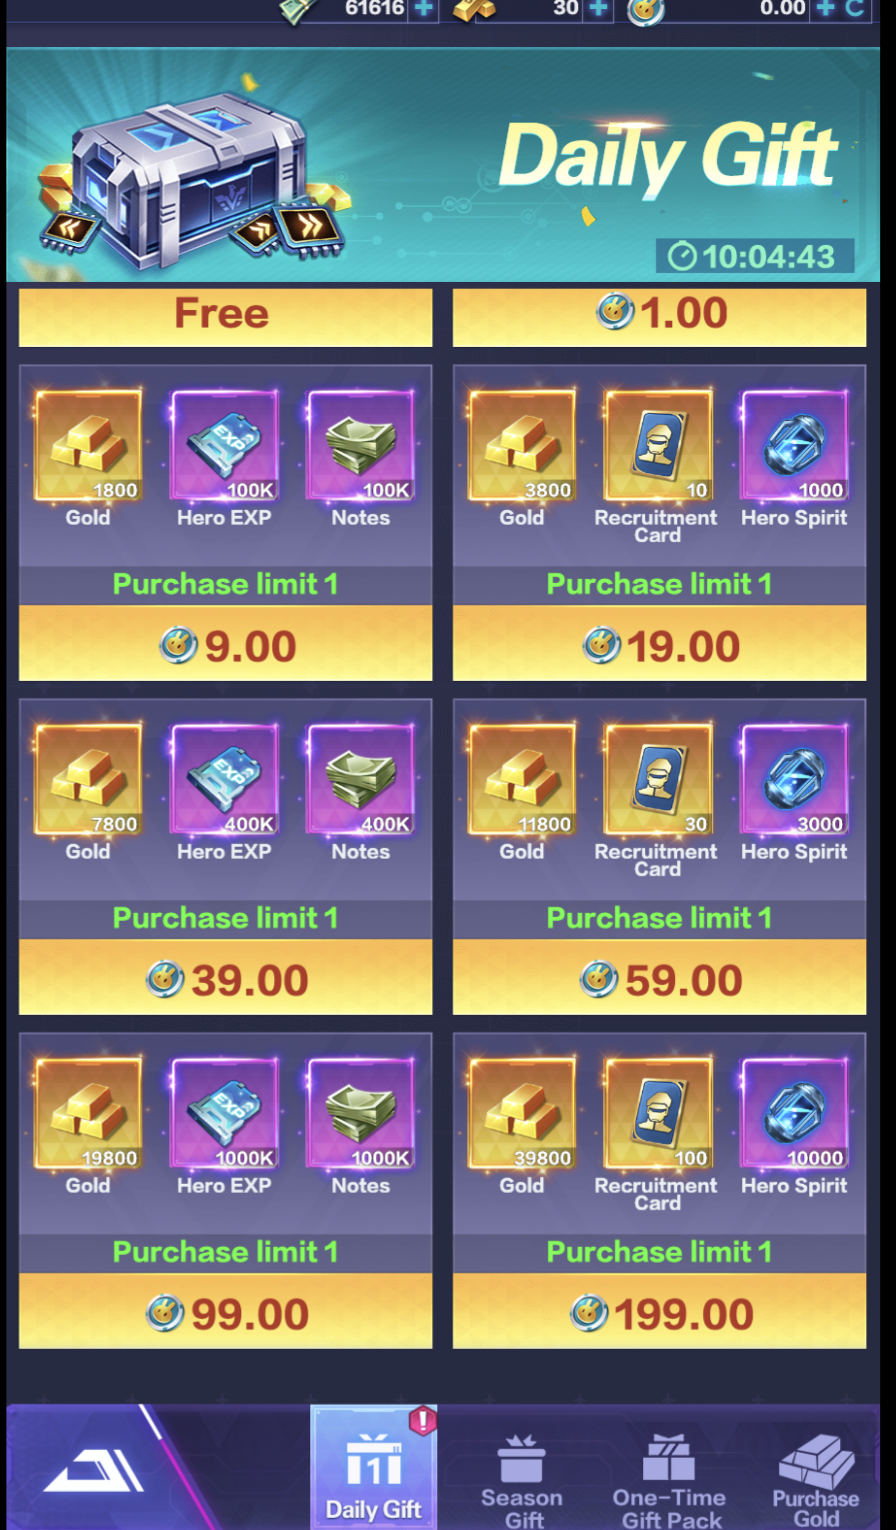 61616 30 0.00
Daily Gift
10:04:43
Free 1.00
1800 100K 100K
Gold Hero EXP Notes
3800 10 1000
Gold Recruitment Card Hero Spirit
Purchase limit 1 Purchase limit 1
9.00 19.00
7800 400K 400K
Gold Hero EXP Notes
11800 30 3000
Gold Recruitment Card Hero Spirit
Purchase limit 1 Purchase limit 1
39.00 59.00
19800 1000K 1000K
Gold Hero EXP Notes
39800 100 10000
Gold Recruitment Card Hero Spirit
Purchase limit 1 Purchase limit 1
99.00 199.00
1
Daily Gift
Season
Gift
One-Time
Gift Pack
Purchase
Gold